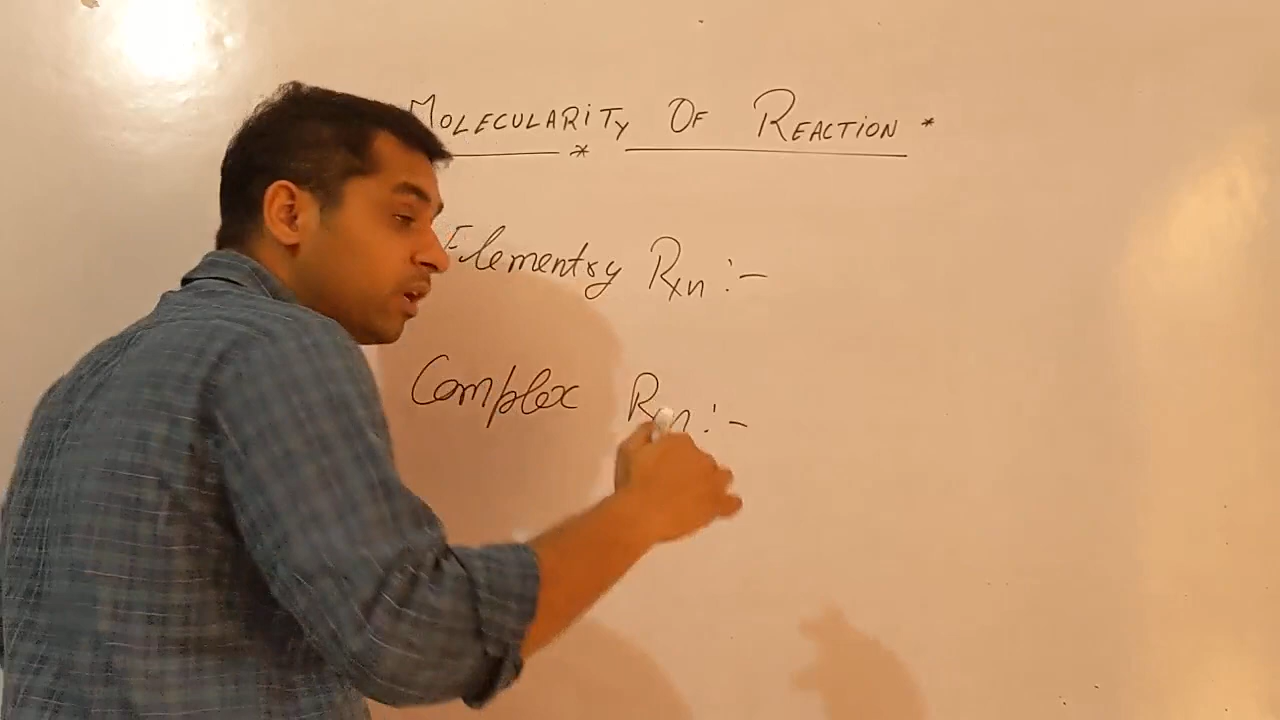 MOLECULARITY OF REACTION *
*
Elementry Rxn :-
Complex Rxn :-